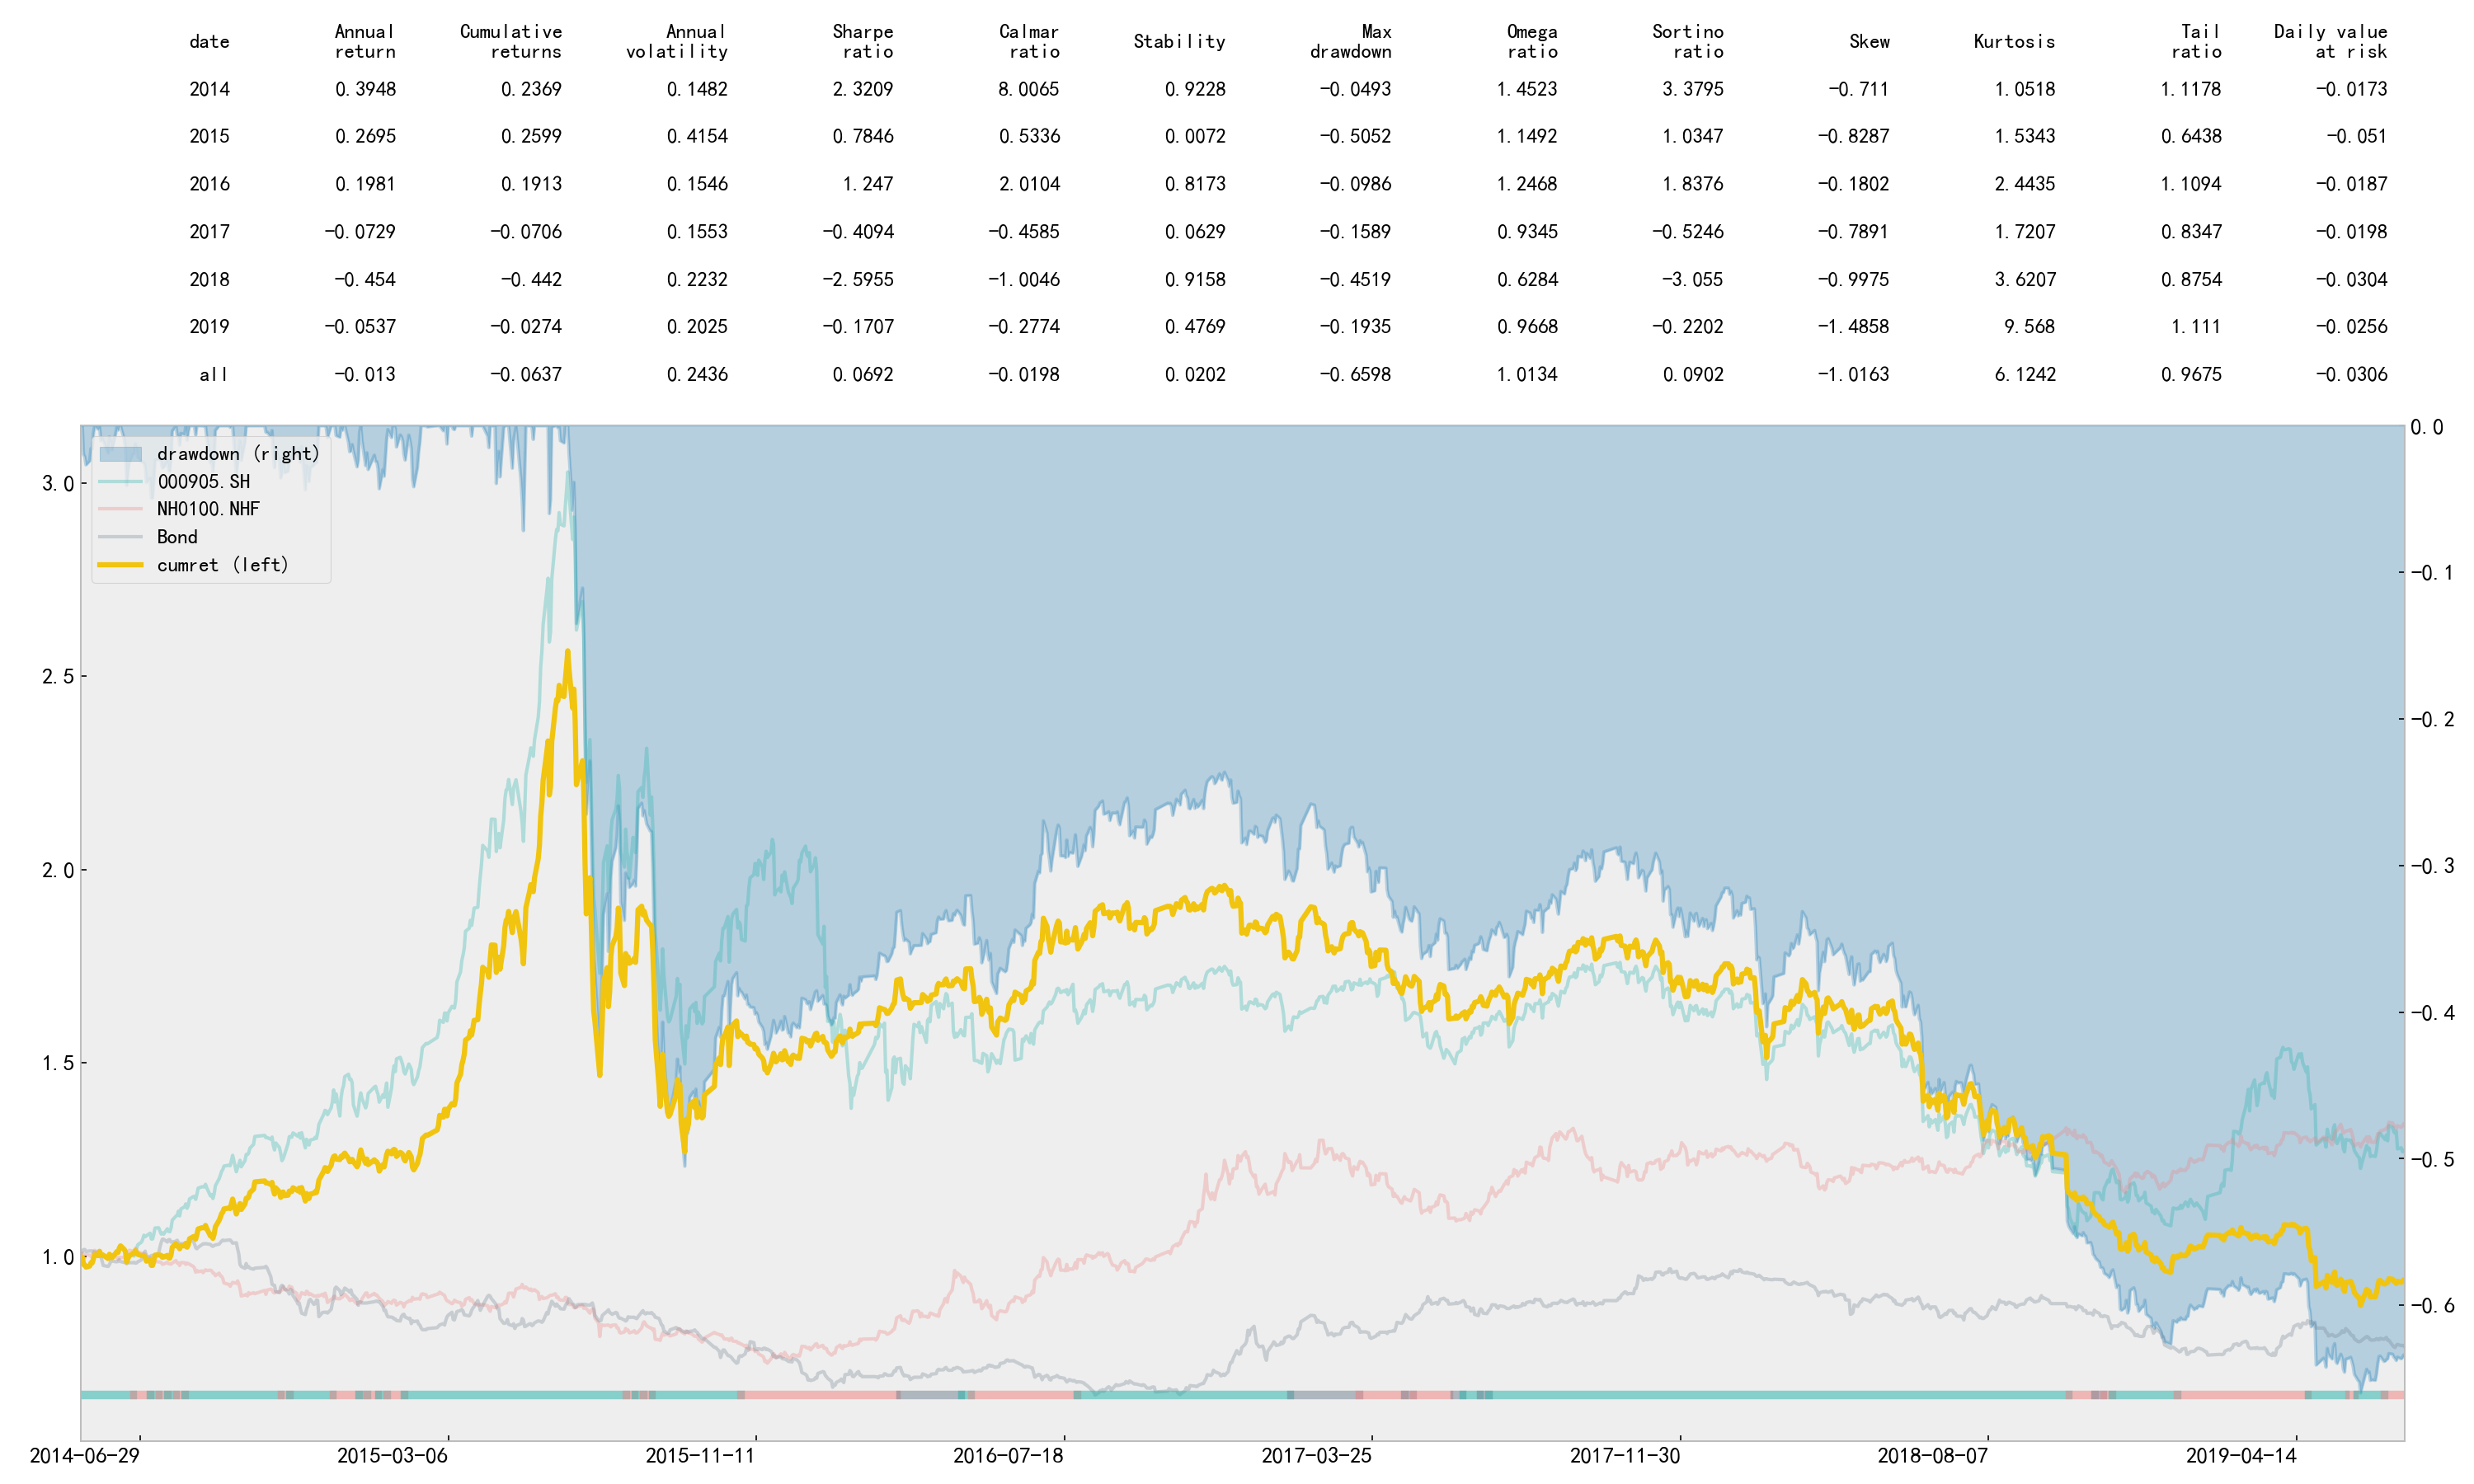 date Annual return Cumulative returns Annual volatility Sharpe ratio Calmar ratio Stability Max drawdown Omega ratio Sortino ratio Skew Kurtosis Tail ratio Daily value at risk
2014 0.3948 0.2369 0.1482 2.3209 8.0065 0.9228 −0.0493 1.4523 3.3795 −0.711 1.0518 1.1178 −0.0173
2015 0.2695 0.2599 0.4154 0.7846 0.5336 0.0072 −0.5052 1.1492 1.0347 −0.8287 1.5343 0.6438 −0.051
2016 0.1981 0.1913 0.1546 1.247 2.0104 0.8173 −0.0986 1.2468 1.8376 −0.1802 2.4435 1.1094 −0.0187
2017 −0.0729 −0.0706 0.1553 −0.4094 −0.4585 0.0629 −0.1589 0.9345 −0.5246 −0.7891 1.7207 0.8347 −0.0198
2018 −0.454 −0.442 0.2232 −2.5955 −1.0046 0.9158 −0.4519 0.6284 −3.055 −0.9975 3.6207 0.8754 −0.0304
2019 −0.0537 −0.0274 0.2025 −0.1707 −0.2774 0.4769 −0.1935 0.9668 −0.2202 −1.4858 9.568 1.111 −0.0256
all −0.013 −0.0637 0.2436 0.0692 −0.0198 0.0202 −0.6598 1.0134 0.0902 −1.0163 6.1242 0.9675 −0.0306
drawdown (right)
000905.SH
NH0100.NHF
Bond
cumret (left)
3.0
2.5
2.0
1.5
1.0
0.0
−0.1
−0.2
−0.3
−0.4
−0.5
−0.6
2014−06−29 2015−03−06 2015−11−11 2016−07−18 2017−03−25 2017−11−30 2018−08−07 2019−04−14